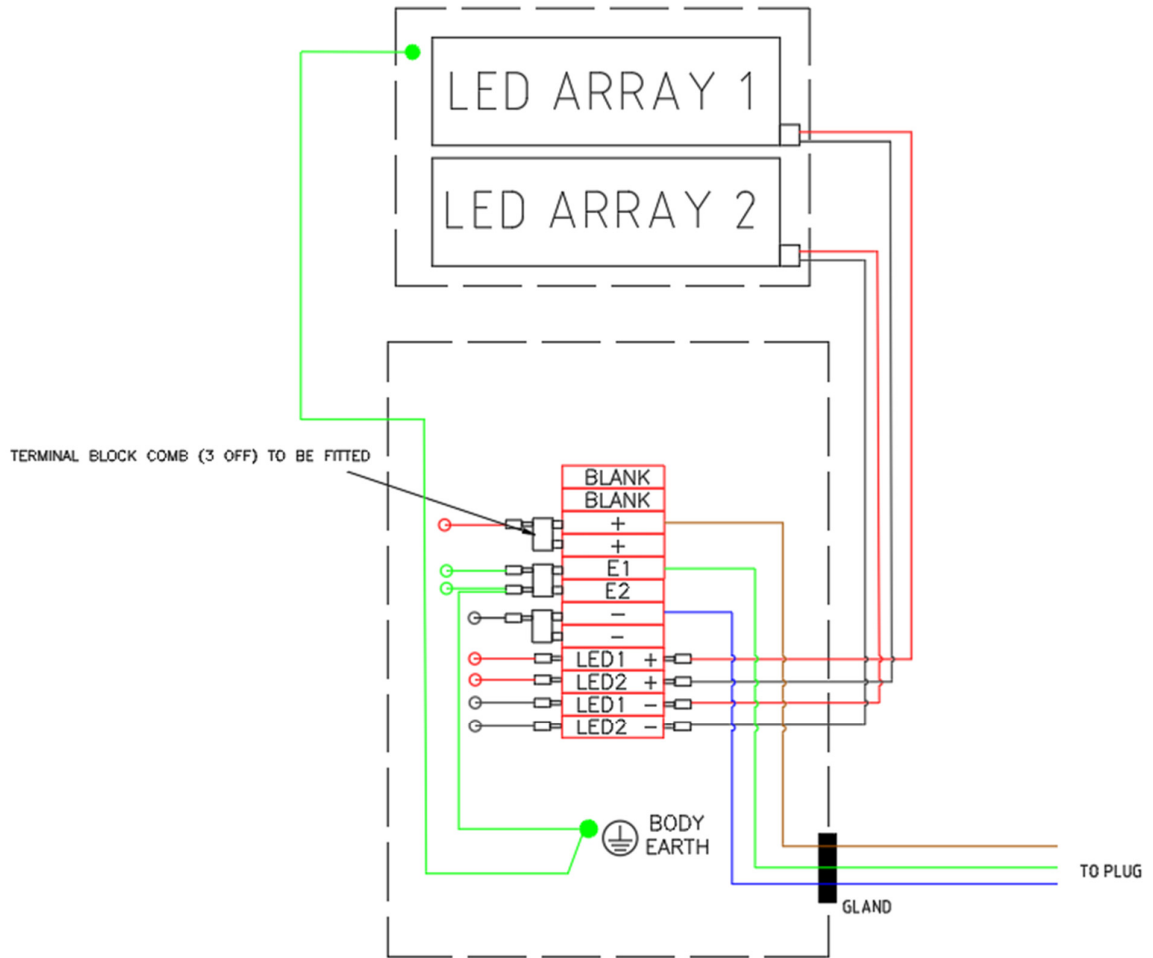 LED ARRAY 1
LED ARRAY 2
TERMINAL BLOCK COMB (3 OFF) TO BE FITTED
BLANK
BLANK
+
+
E1
E2
-
-
LED1 +
LED2 +
LED1 -
LED2 -
BODY
EARTH
TO PLUG
GLAND